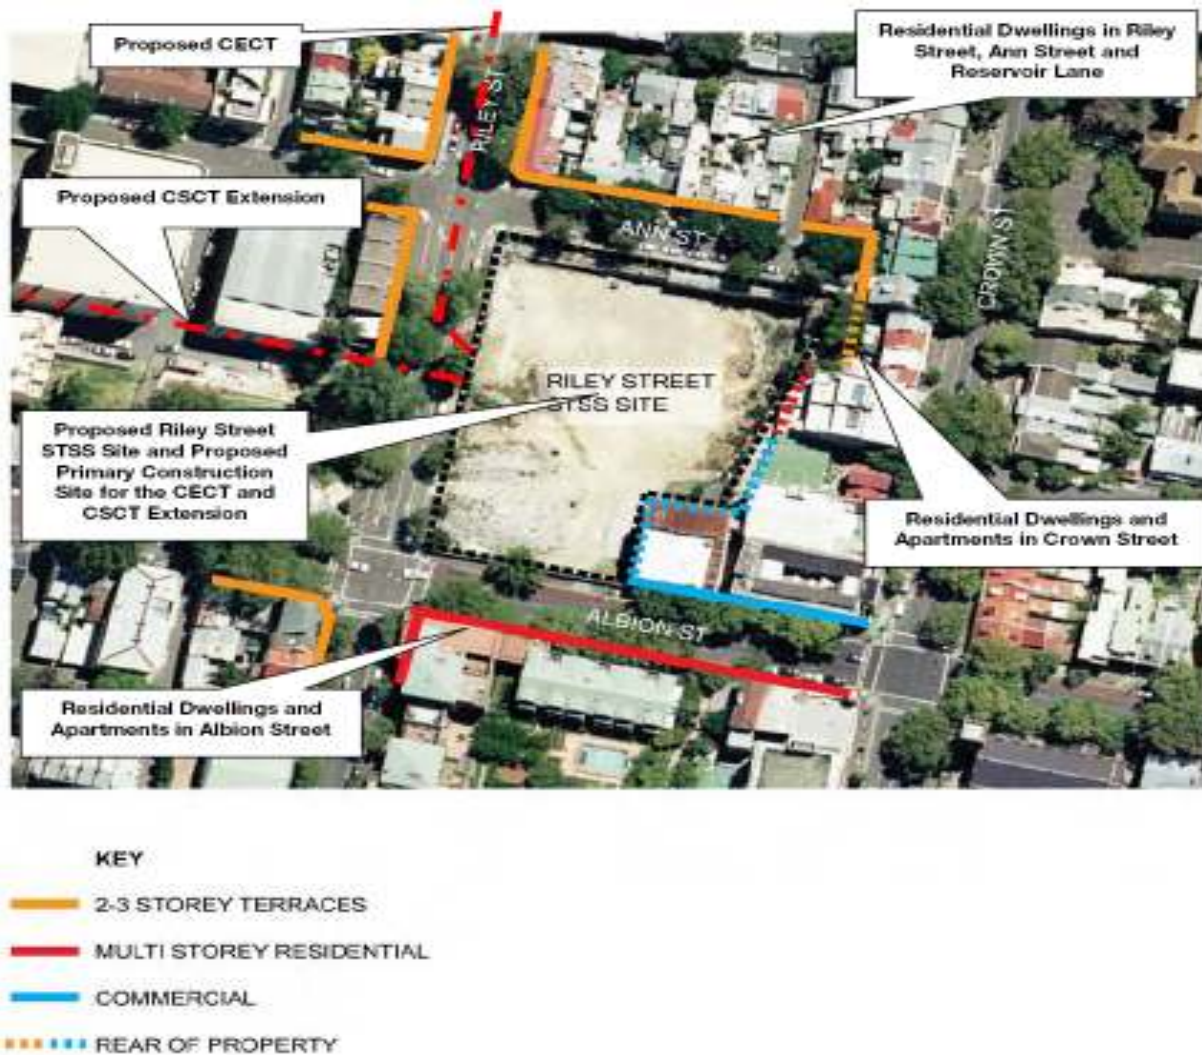 Proposed CECT
Residential Dwellings in Riley
Street, Ann Street and
Reservoir Lane
RILEY ST
Proposed CSCT Extension
ANN ST
CROWN ST
RILEY STREET
STSS SITE
Proposed Riley Street
STSS Site and Proposed
Primary Construction
Site for the CECT and
CSCT Extension
Residential Dwellings and
Apartments in Crown Street
ALBION ST
Residential Dwellings and
Apartments in Albion Street
KEY
2-3 STOREY TERRACES
MULTI STOREY RESIDENTIAL
COMMERCIAL
REAR OF PROPERTY